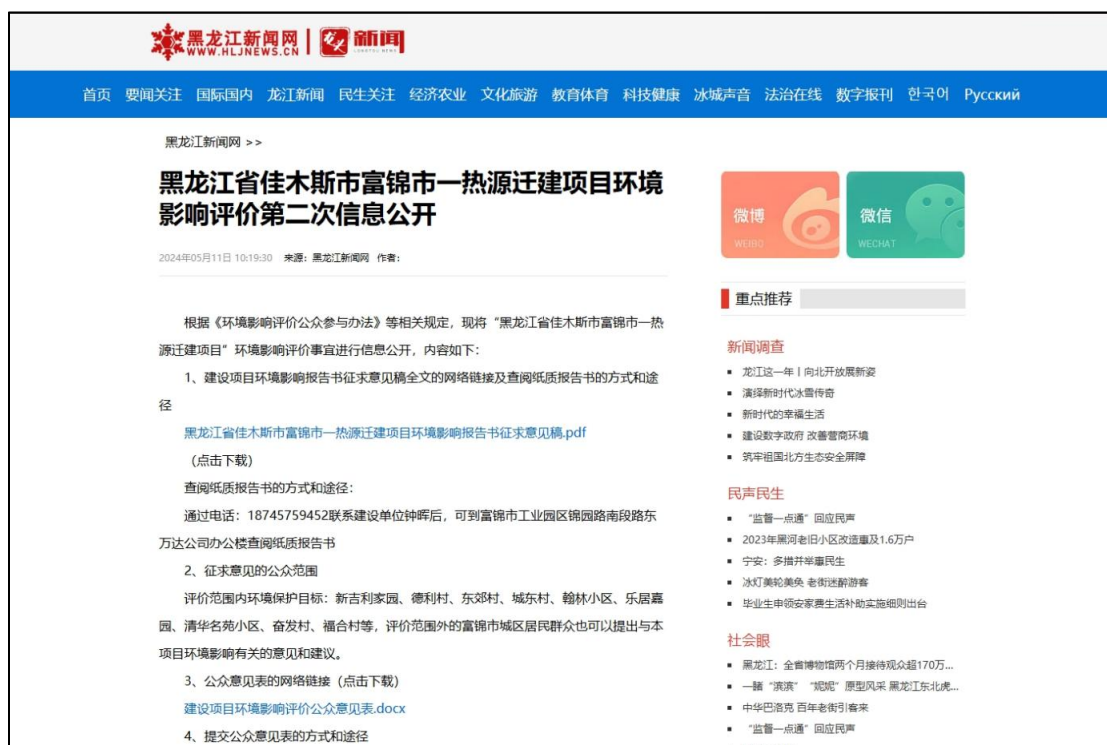 黑龙江新闻网
WWW.HLJNEWS.CN
龙头新闻
LONGTOU NEWS
首页 要闻关注 国际国内 龙江新闻 民生关注 经济农业 文化旅游 教育体育 科技健康 冰城声音 法治在线 数字报刊 한국어 Русский
黑龙江新闻网 >>
黑龙江省佳木斯市富锦市一热源迁建项目环境
影响评价第二次信息公开
2024年05月11日 10:19:30 来源：黑龙江新闻网 作者：
根据《环境影响评价公众参与办法》等相关规定，现将“黑龙江省佳木斯市富锦市一热
源迁建项目”环境影响评价事宜进行信息公开，内容如下：
1、建设项目环境影响报告书征求意见稿全文的网络链接及查阅纸质报告书的方式和途
径
黑龙江省佳木斯市富锦市一热源迁建项目环境影响报告书征求意见稿.pdf
（点击下载）
查阅纸质报告书的方式和途径：
通过电话：18745759452联系建设单位钟晖后，可到富锦市工业园区锦园路南段路东
万达公司办公楼查阅纸质报告书
2、征求意见的公众范围
评价范围内环境保护目标：新吉利家园、德利村、东郊村、城东村、翰林小区、乐居嘉
园、清华名苑小区、奋发村、福合村等，评价范围外的富锦市城区居民群众也可以提出与本
项目环境影响有关的意见和建议。
3、公众意见表的网络链接（点击下载）
建设项目环境影响评价公众意见表.docx
4、提交公众意见表的方式和途径
微博
WEIBO
微信
WECHAT
重点推荐
新闻调查
龙江这一年丨向北开放展新姿
演绎新时代冰雪传奇
新时代的幸福生活
建设数字政府 改善营商环境
筑牢祖国北方生态安全屏障
民声民生
“监督一点通”回应民声
2023年黑河老旧小区改造惠及1.6万户
宁安：多措并举惠民生
冰灯美轮美奂 老街迷醉游客
毕业生申领安家费生活补助实施细则出台
社会眼
黑龙江：全省博物馆两个月接待观众超170万...
一睹“滨滨”“妮妮”原型风采 黑龙江东北虎...
中华巴洛克 百年老街引客来
“监督一点通”回应民声